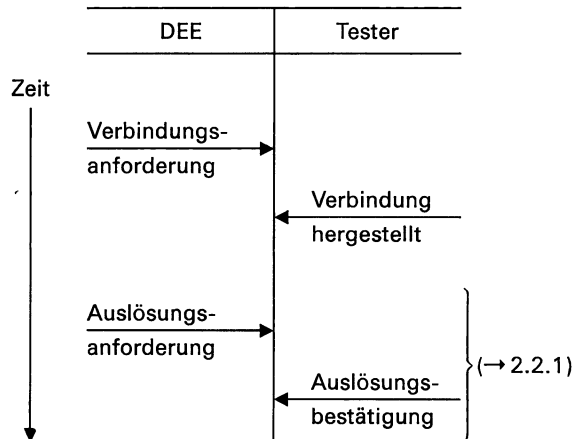 DEE Tester
Zeit
Verbindungs-
anforderung
Verbindung
hergestellt
Auslösungs-
anforderung
(→ 2.2.1)
Auslösungs-
bestätigung